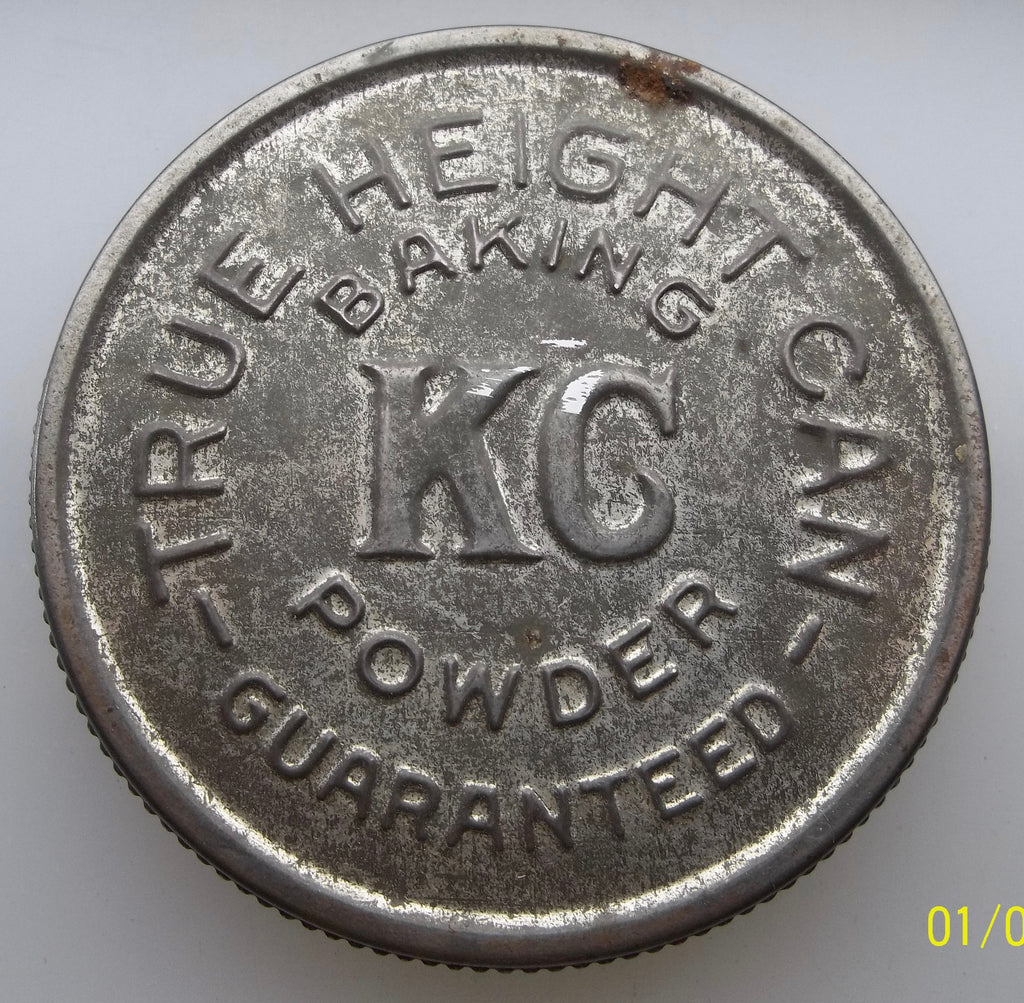 TRUE HEIGHT CAN
BAKING
KC
POWDER
- GUARANTEED -
01/0